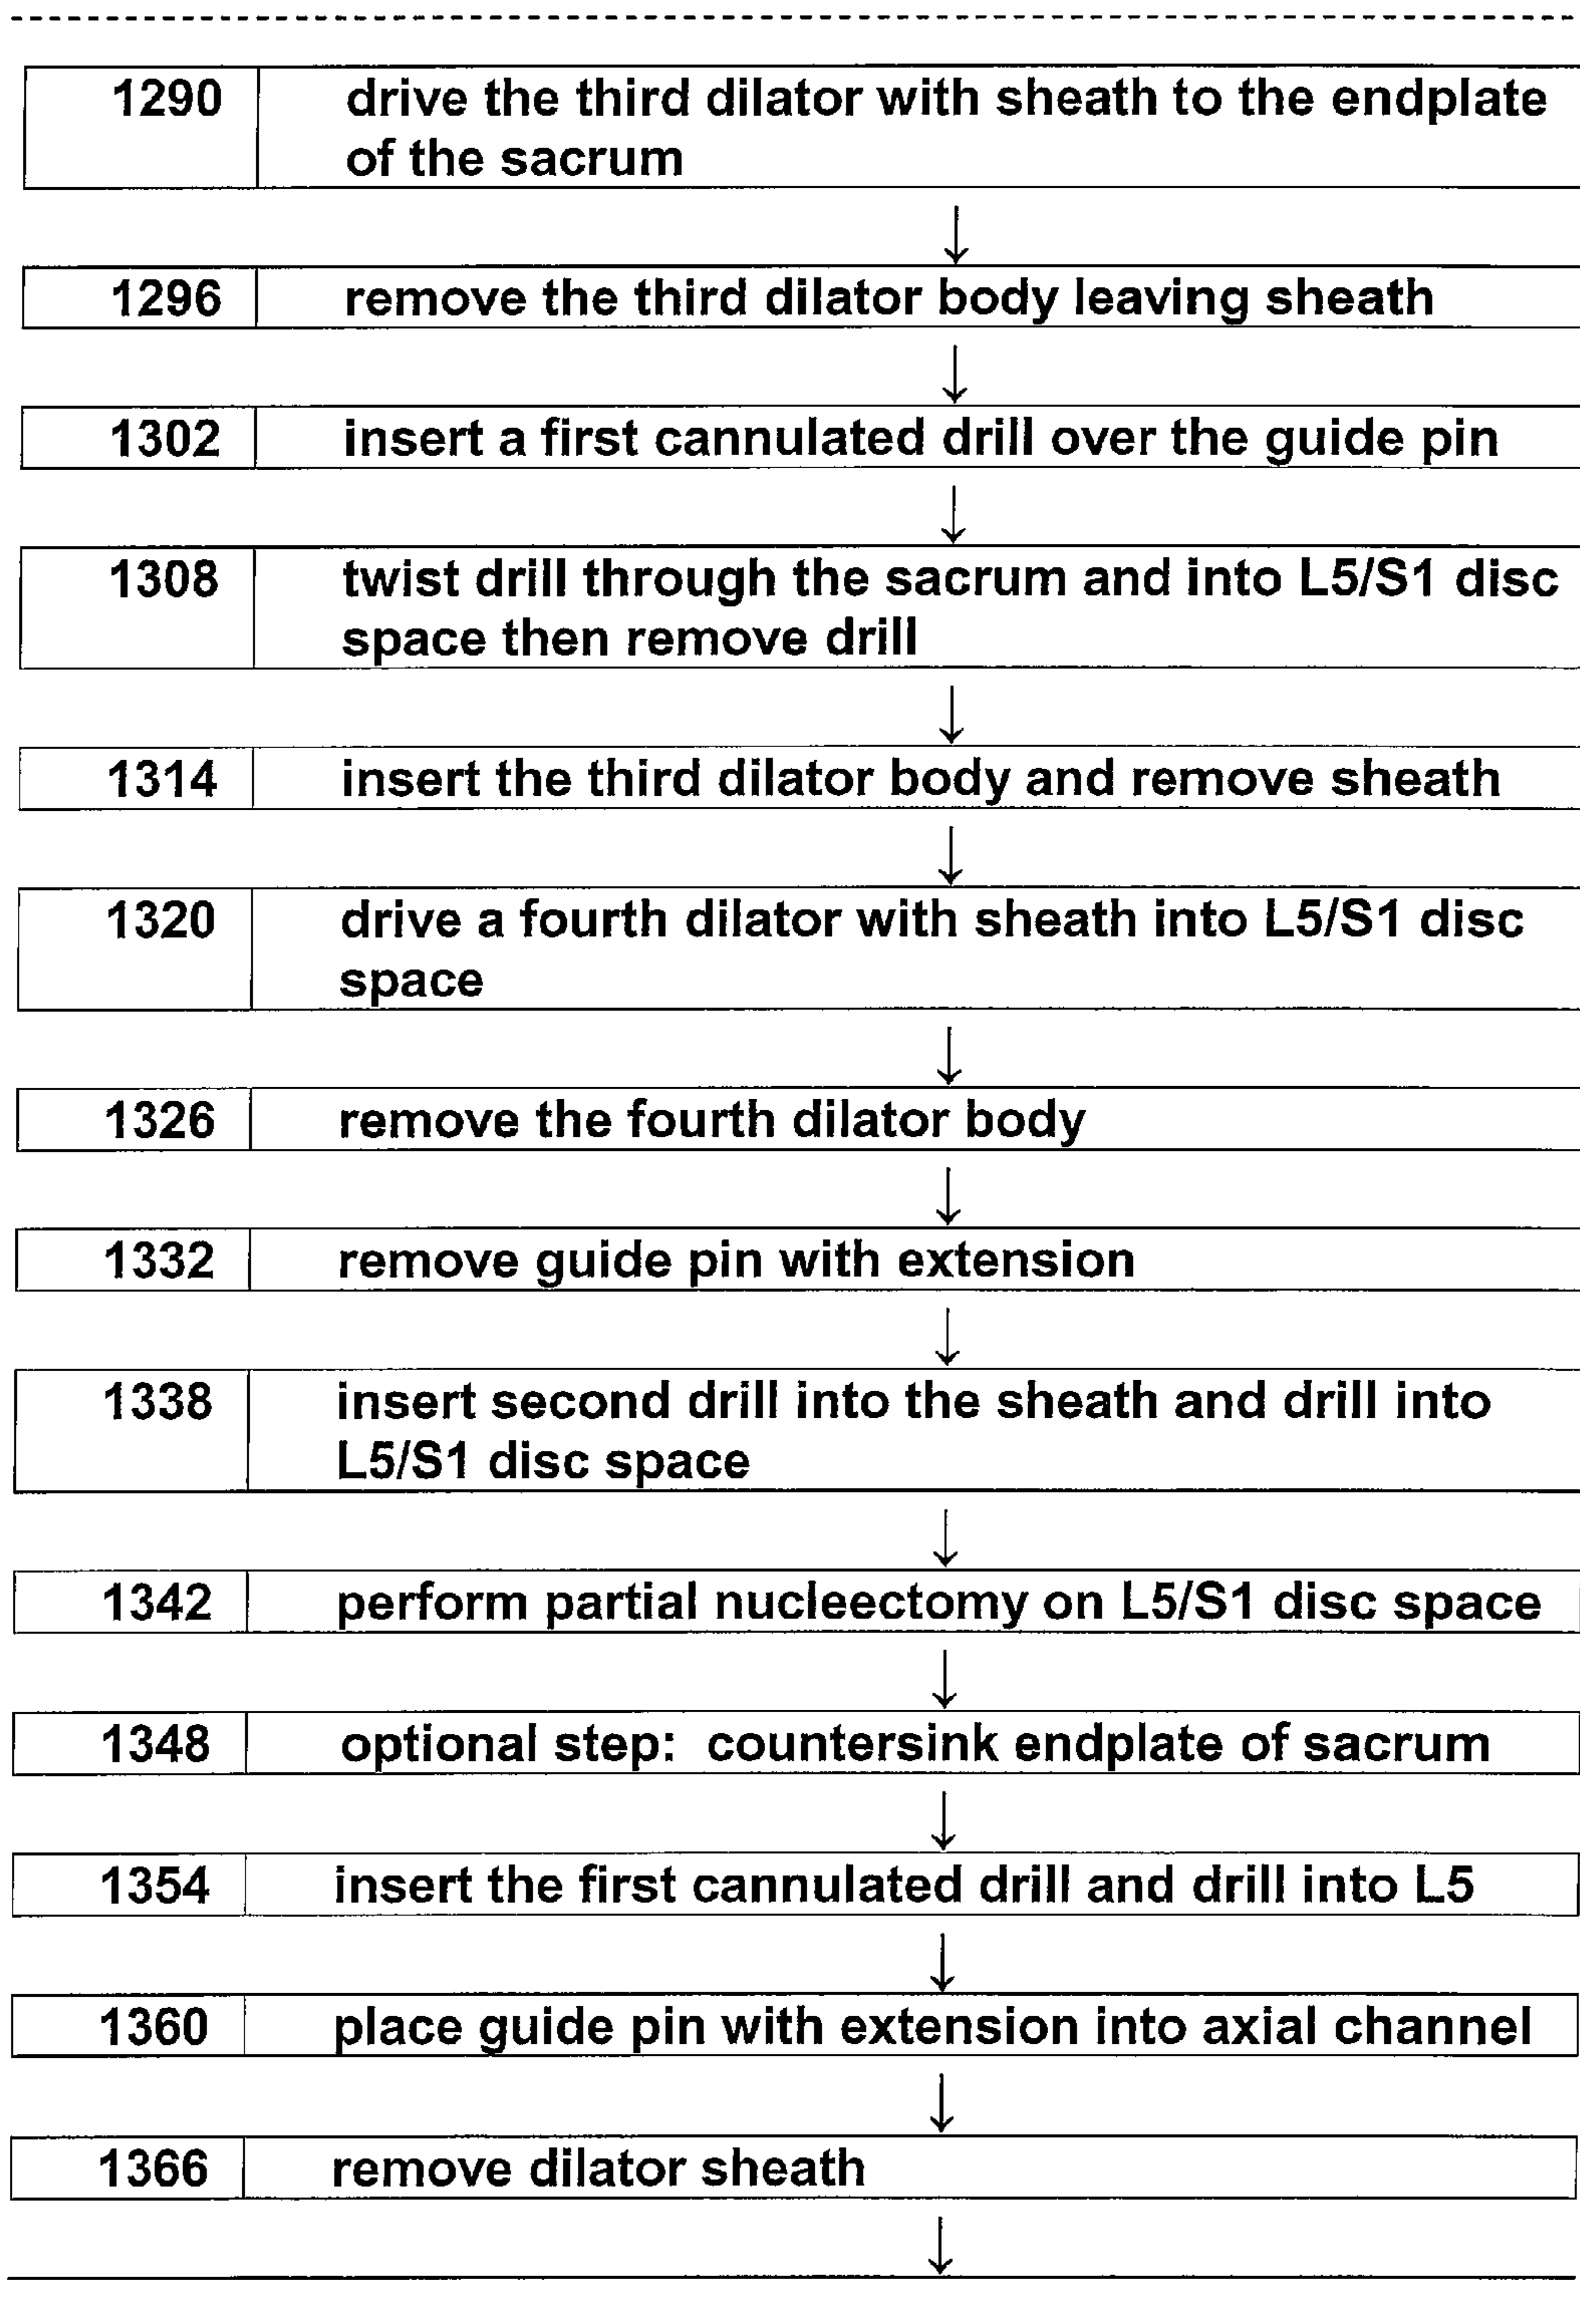 1290 drive the third dilator with sheath to the endplate
of the sacrum
1296 remove the third dilator body leaving sheath
1302 insert a first cannulated drill over the guide pin
1308 twist drill through the sacrum and into L5/S1 disc
space then remove drill
1314 insert the third dilator body and remove sheath
1320 drive a fourth dilator with sheath into L5/S1 disc
space
1326 remove the fourth dilator body
1332 remove guide pin with extension
1338 insert second drill into the sheath and drill into
L5/S1 disc space
1342 perform partial nucleectomy on L5/S1 disc space
1348 optional step: countersink endplate of sacrum
1354 insert the first cannulated drill and drill into L5
1360 place guide pin with extension into axial channel
1366 remove dilator sheath